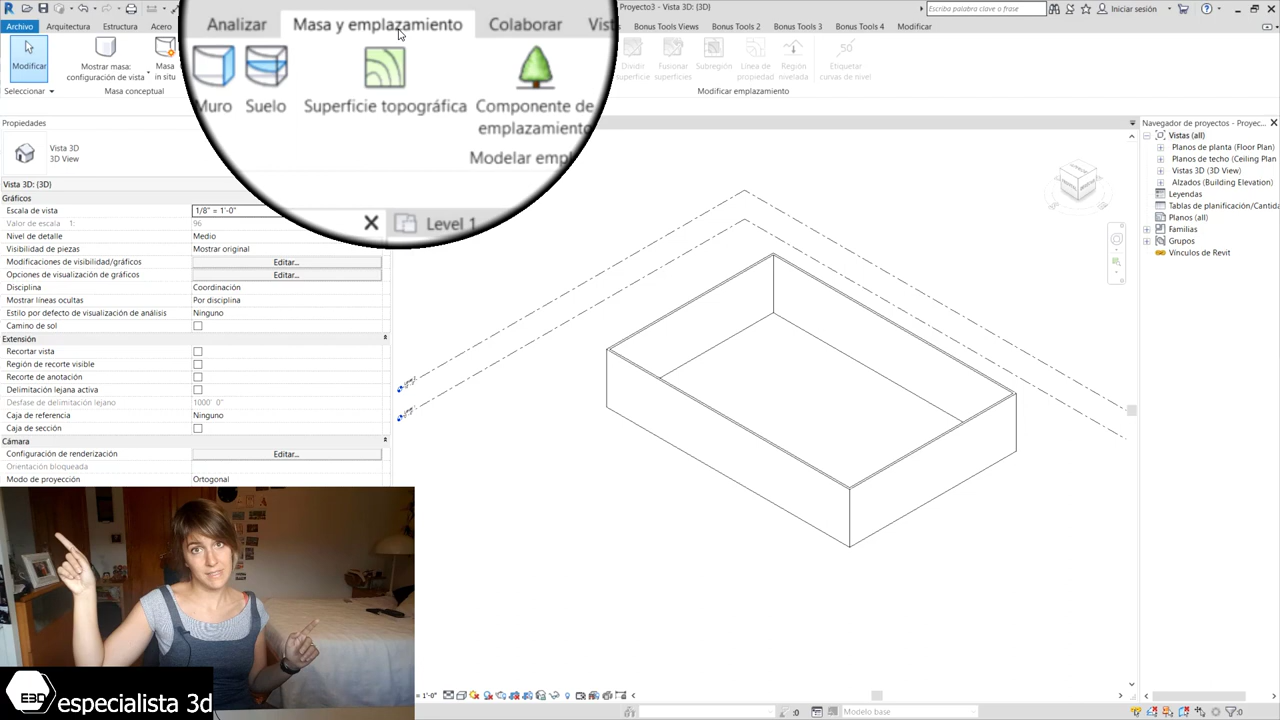 Proyecto3 - Vista 3D: {3D}
Escriba palabra clave o frase
Iniciar sesión
Archivo
Arquitectura
Estructura
Acero
Analizar
Masa y emplazamiento
Colaborar
Bonus Tools Views
Bonus Tools 2
Bonus Tools 3
Bonus Tools 4
Modificar
Modificar
Mostrar masa:
configuración de vista
Masa
in situ
Muro
Suelo
Superficie topográfica
Componente de
emplazamiento
Dividir
superficie
Fusionar
superficies
Subregión
Línea de
propiedad
Región
nivelada
50
Etiquetar
curvas de nivel
Seleccionar
Masa conceptual
Modelar
Modificar emplazamiento
Level 1
Propiedades
Vista 3D
3D View
Vista 3D: {3D}
Gráficos
Escala de vista 1/8" = 1'-0"
Valor de escala 1: 96
Nivel de detalle Medio
Visibilidad de piezas Mostrar original
Modificaciones de visibilidad/gráficos Editar...
Opciones de visualización de gráficos Editar...
Disciplina Coordinación
Mostrar líneas ocultas Por disciplina
Estilo por defecto de visualización de análisis Ninguno
Camino de sol
Extensión
Recortar vista
Región de recorte visible
Recorte de anotación
Delimitación lejana activa
Desfase de delimitación lejano 1000' 0"
Caja de referencia Ninguno
Caja de sección
Cámara
Configuración de renderización Editar...
Orientación bloqueada
Modo de proyección Ortogonal
Navegador de proyectos - Proyec...
Vistas (all)
Planos de planta (Floor Plan)
Planos de techo (Ceiling Plan
Vistas 3D (3D View)
Alzados (Building Elevation)
Leyendas
Tablas de planificación/Cantida
Planos (all)
Familias
Grupos
Vínculos de Revit
E3D
especialista 3d
= 1'-0"
:0
Modelo base
:0